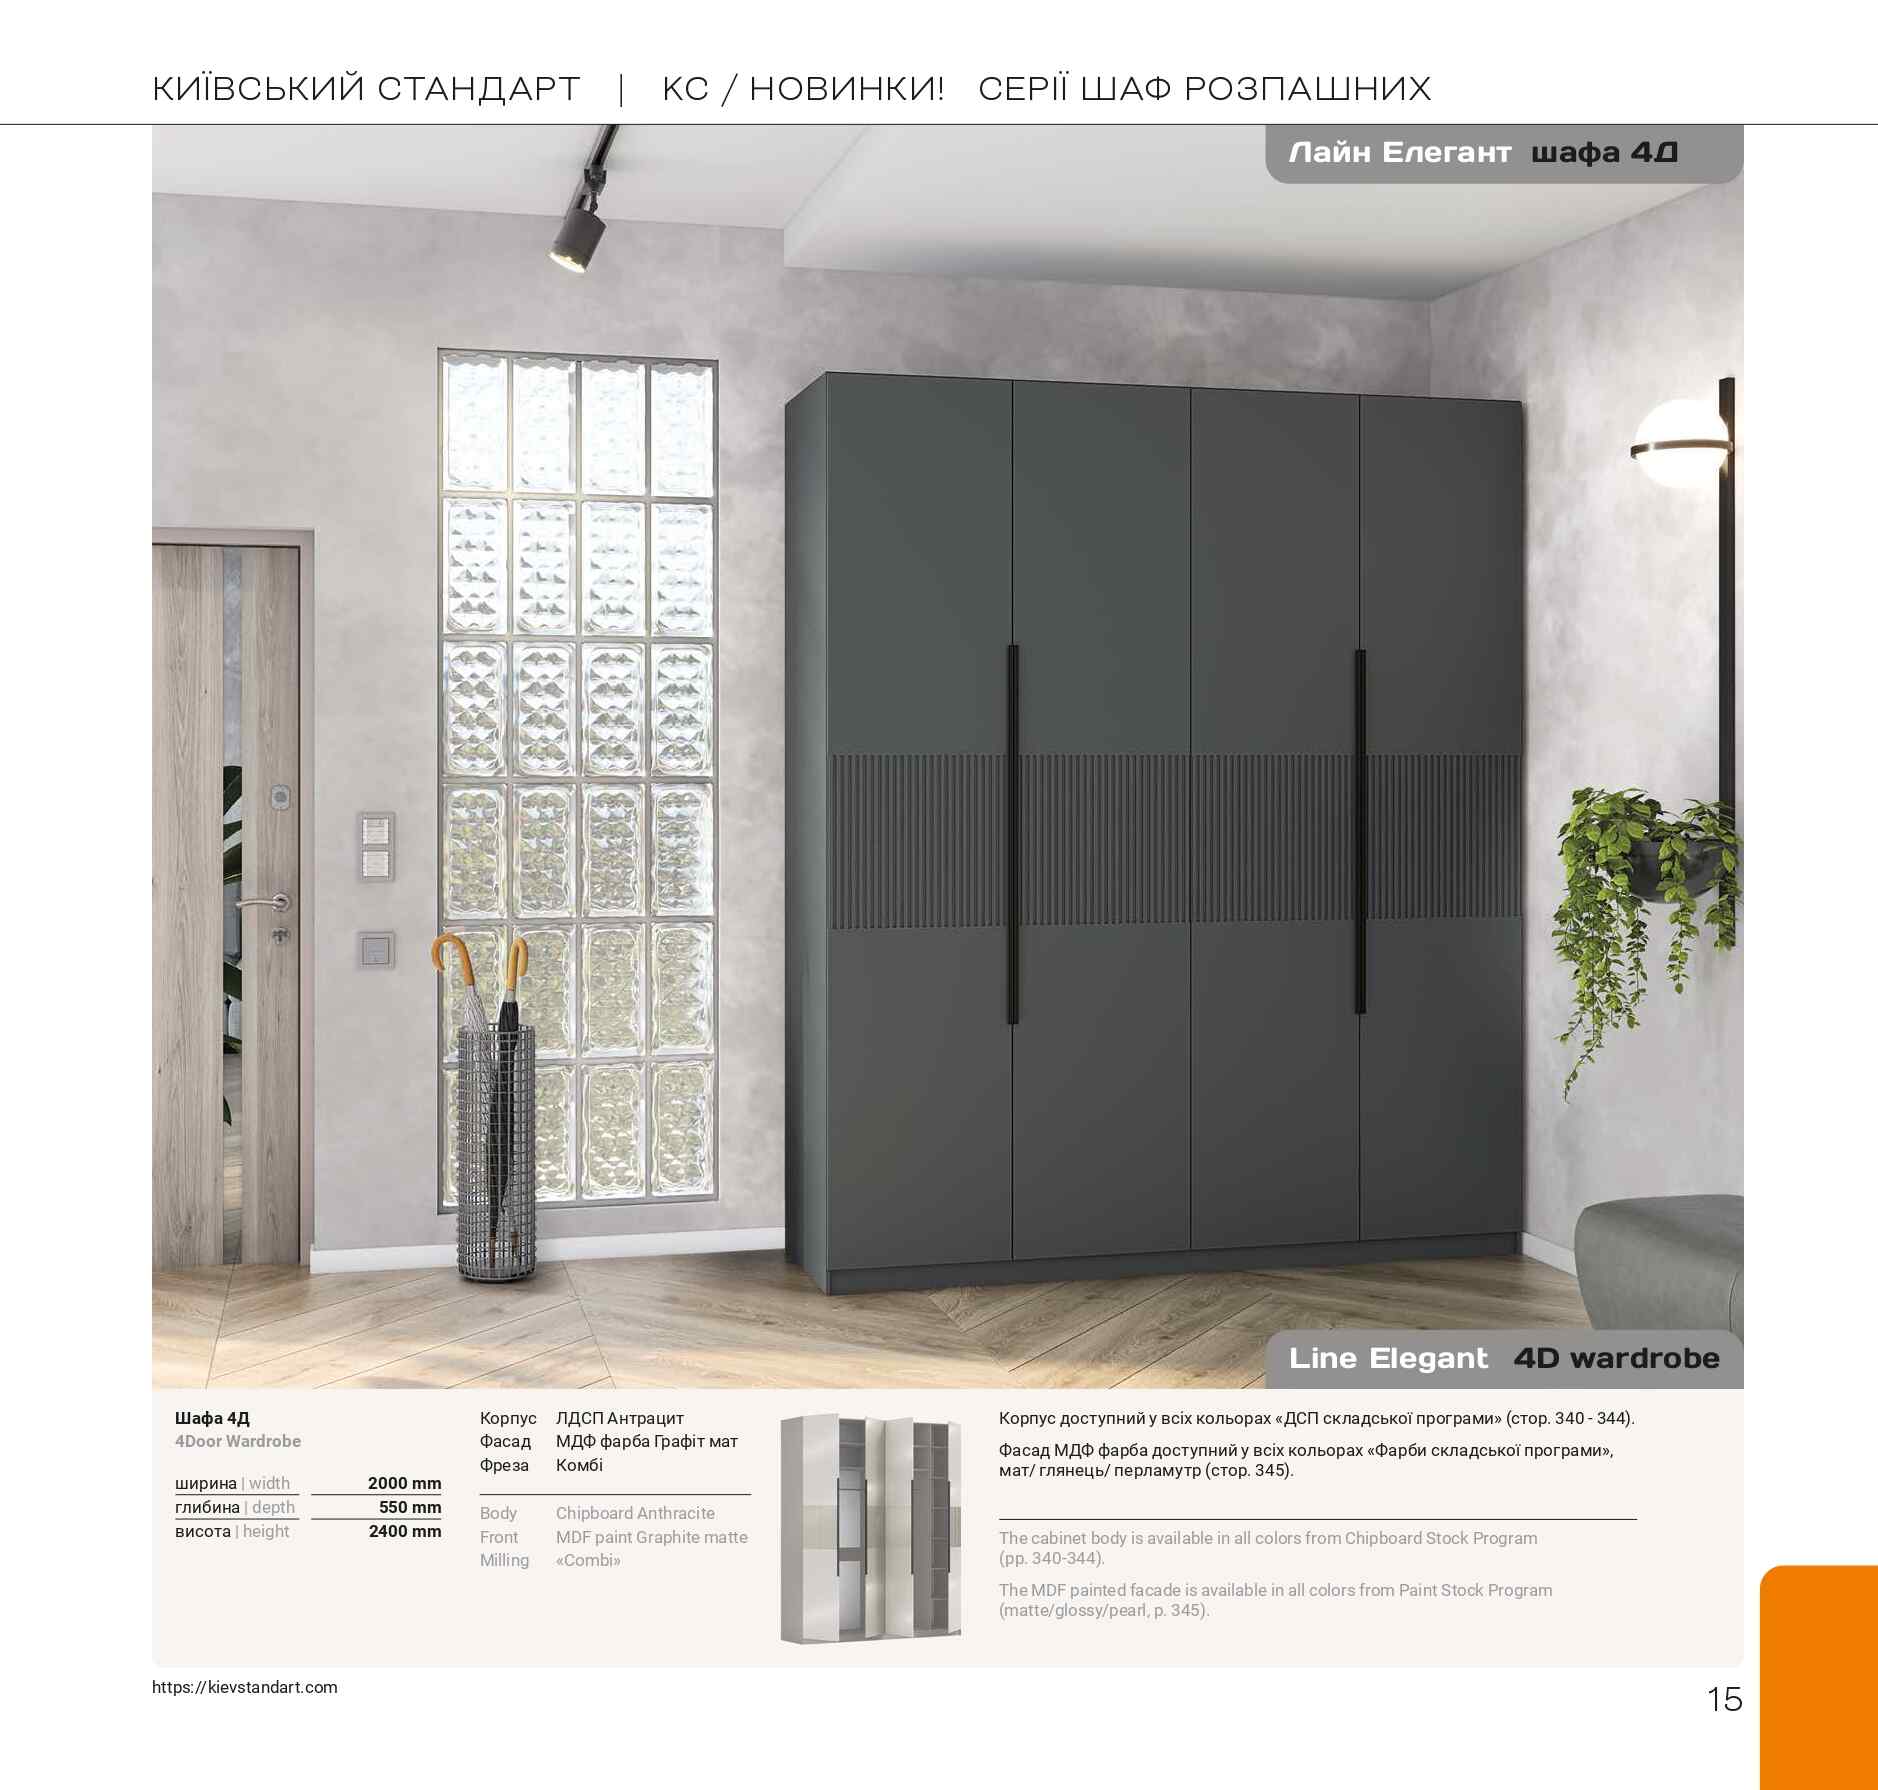 КИЇВСЬКИЙ СТАНДАРТ | КС / НОВИНКИ! СЕРІЇ ШАФ РОЗПАШНИХ
Лайн Елегант шафа 4Д
Line Elegant 4D wardrobe
Шафа 4Д
4Door Wardrobe
ширина | width 2000 mm
глибина | depth 550 mm
висота | height 2400 mm
Корпус ЛДСП Антрацит
Фасад МДФ фарба Графіт мат
Фреза Комбі
Body Chipboard Anthracite
Front MDF paint Graphite matte
Milling «Combi»
Корпус доступний у всіх кольорах «ДСП складської програми» (стор. 340 - 344).
Фасад МДФ фарба доступний у всіх кольорах «Фарби складської програми»,
мат/ глянець/ перламутр (стор. 345).
The cabinet body is available in all colors from Chipboard Stock Program
(pp. 340-344).
The MDF painted facade is available in all colors from Paint Stock Program
(matte/glossy/pearl, p. 345).
https://kievstandart.com
15